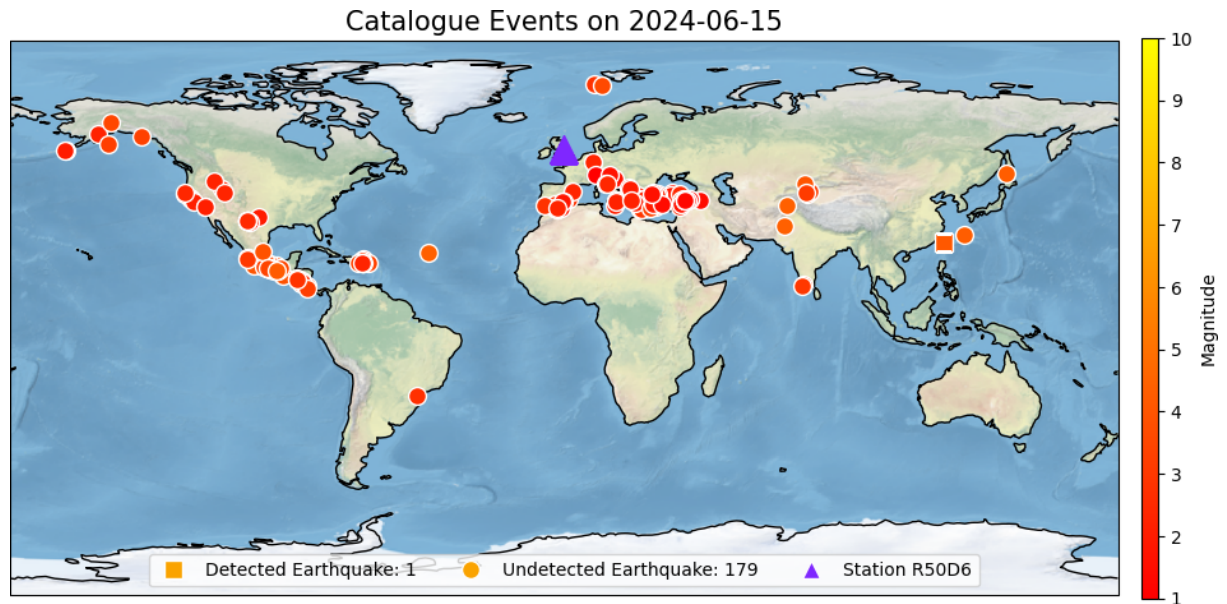 Catalogue Events on 2024-06-15
10
9
8
7
6
5
4
3
2
1
Magnitude
Detected Earthquake: 1
Undetected Earthquake: 179
Station R50D6